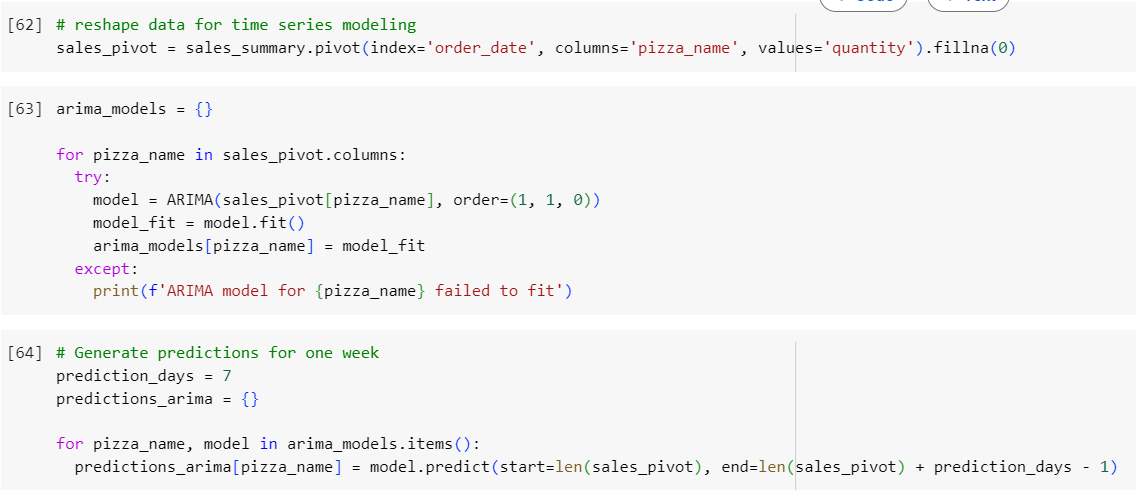 [62] # reshape data for time series modeling
sales_pivot = sales_summary.pivot(index='order_date', columns='pizza_name', values='quantity').fillna(0)
[63] arima_models = {}
for pizza_name in sales_pivot.columns:
  try:
    model = ARIMA(sales_pivot[pizza_name], order=(1, 1, 0))
    model_fit = model.fit()
    arima_models[pizza_name] = model_fit
  except:
    print(f'ARIMA model for {pizza_name} failed to fit')
[64] # Generate predictions for one week
prediction_days = 7
predictions_arima = {}
for pizza_name, model in arima_models.items():
  predictions_arima[pizza_name] = model.predict(start=len(sales_pivot), end=len(sales_pivot) + prediction_days - 1)